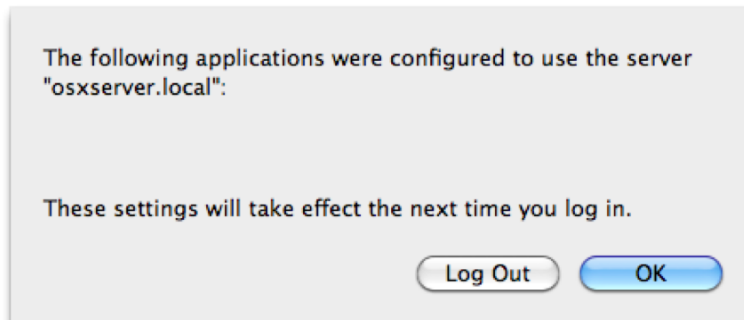 The following applications were configured to use the server
"osxserver.local":
These settings will take effect the next time you log in.
Log Out
OK